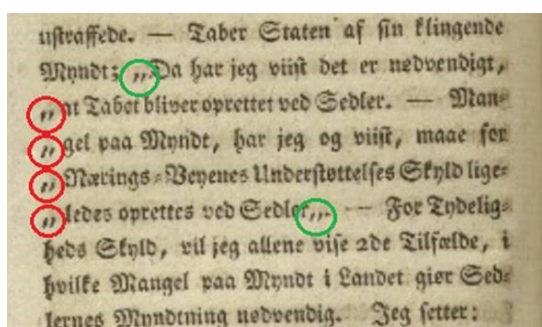 ustraffede. — Taber Staten af sin klingende
Myndt; „Da har jeg viist det er nødvendigt,
„at Tabet bliver oprettet ved Sedler. — Man-
„gel paa Myndt, har jeg og viist, maae for
„Nærings-Veyenes Understøttelses Skyld lige-
„ledes oprettes ved Sedler„. — For Tydelig-
heds Skyld, vil jeg allene vise 2de Tilfælde, i
hvilke Mangel paa Myndt i Landet giør Sed-
lernes Myndtning nødvendig. Jeg setter: